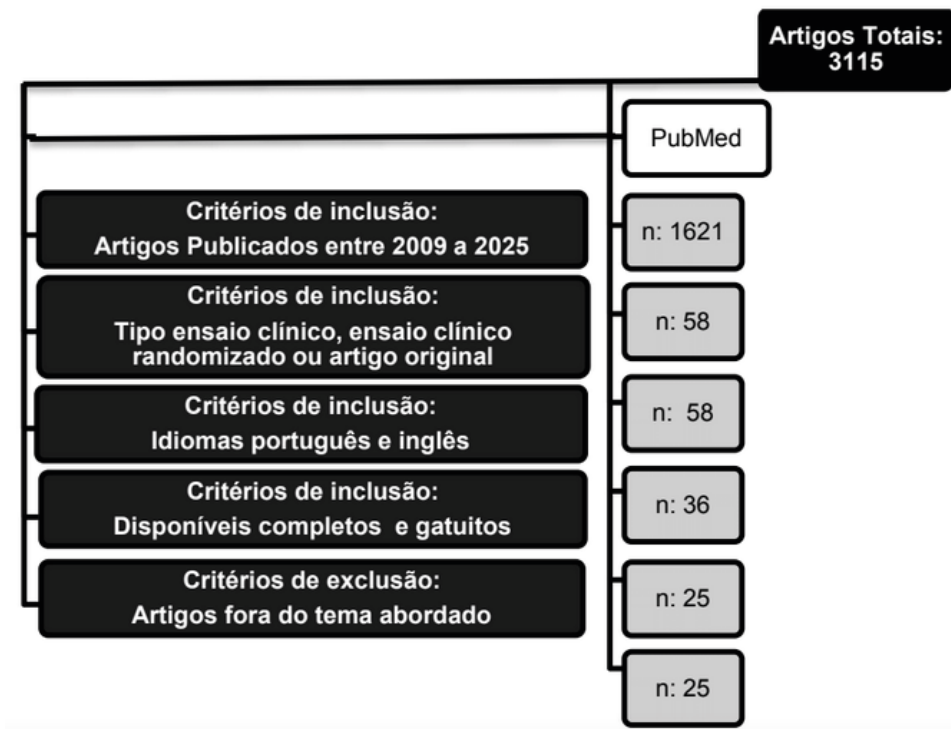 Artigos Totais:
3115
PubMed
Critérios de inclusão:
Artigos Publicados entre 2009 a 2025
n: 1621
Critérios de inclusão:
Tipo ensaio clínico, ensaio clínico
randomizado ou artigo original
n: 58
Critérios de inclusão:
Idiomas português e inglês
n: 58
Critérios de inclusão:
Disponíveis completos e gatuitos
n: 36
Critérios de exclusão:
Artigos fora do tema abordado
n: 25
n: 25